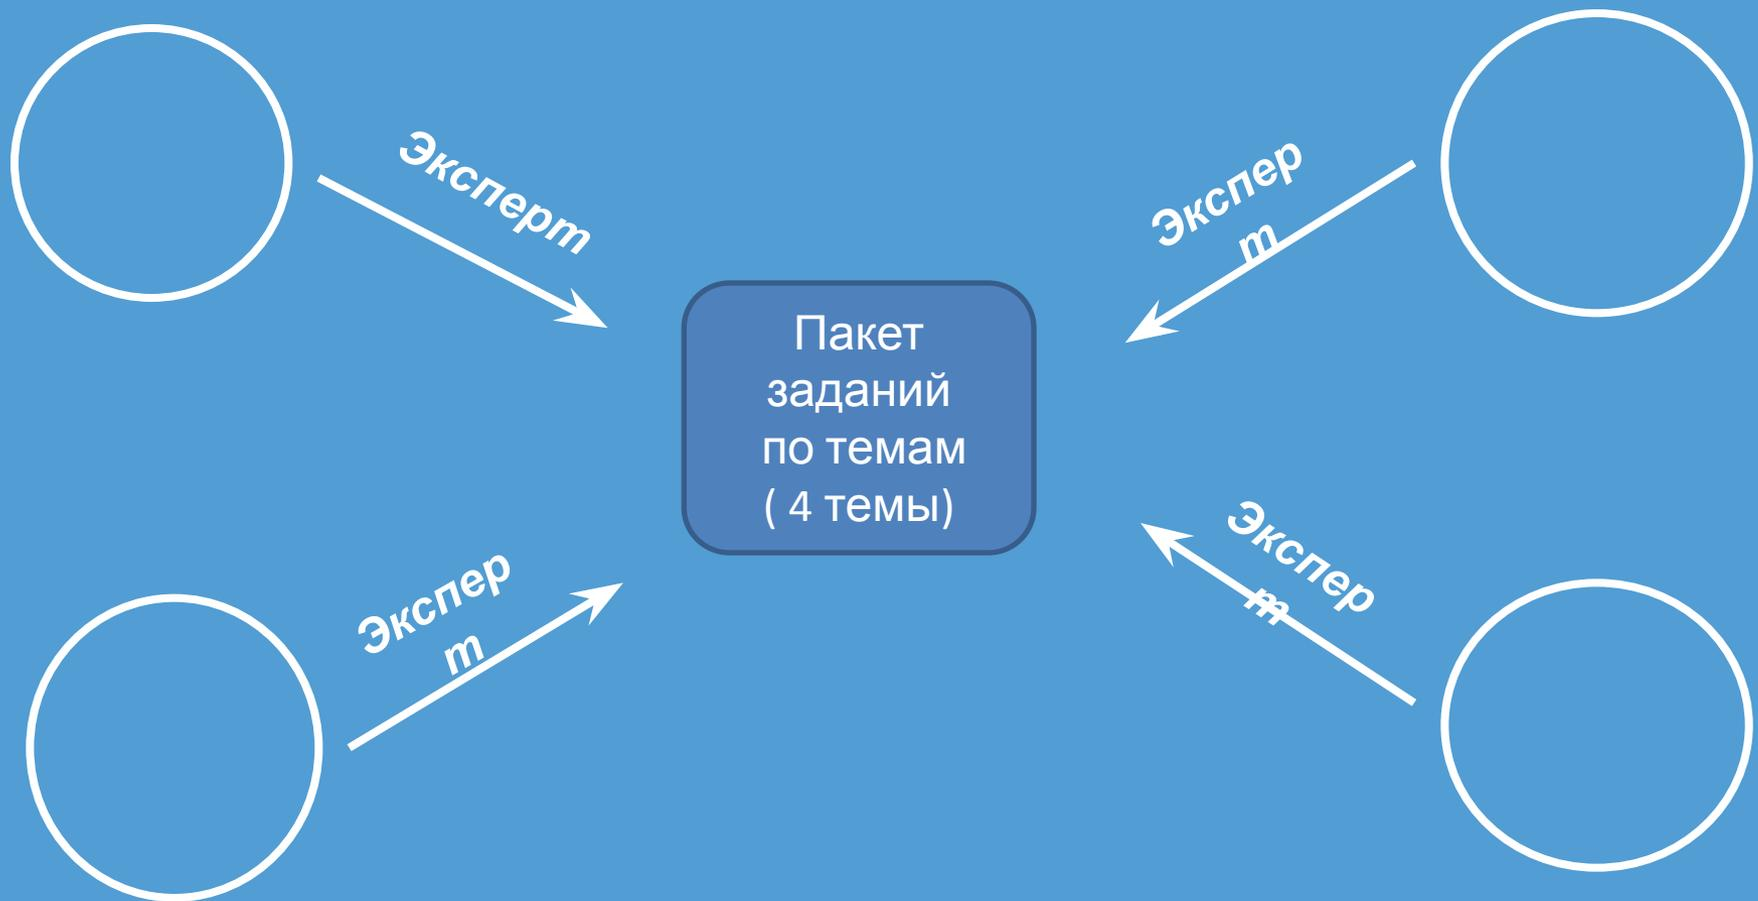 Эксперт
Экспер
т
Пакет
заданий
по темам
( 4 темы)
Экспер
т
Экспер
т